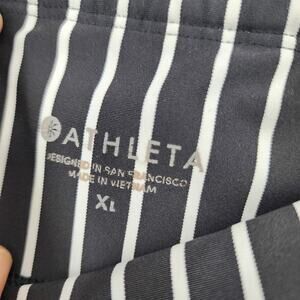 ATHLETA
DESIGNED IN SAN FRANCISCO
MADE IN VIETNAM
XL